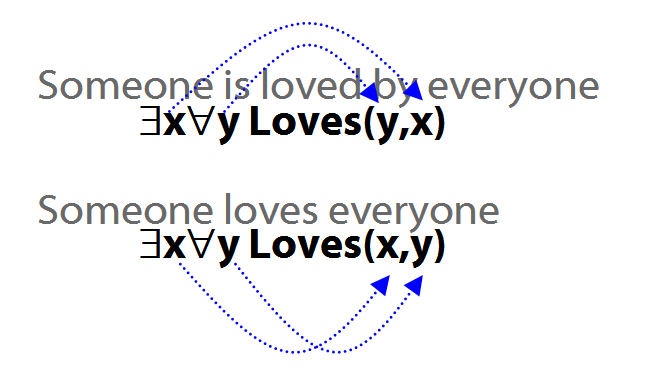 Someone is loved by everyone
∃x∀y Loves(y,x)
Someone loves everyone
∃x∀y Loves(x,y)